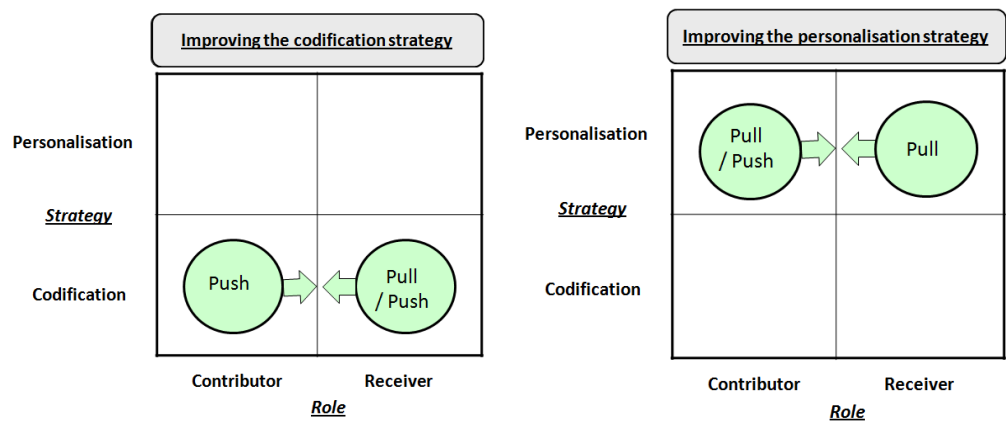 Improving the codification strategy
Personalisation
Strategy
Codification
Push
Pull
/ Push
Contributor
Receiver
Role
Improving the personalisation strategy
Personalisation
Pull
/ Push
Pull
Strategy
Codification
Contributor
Receiver
Role